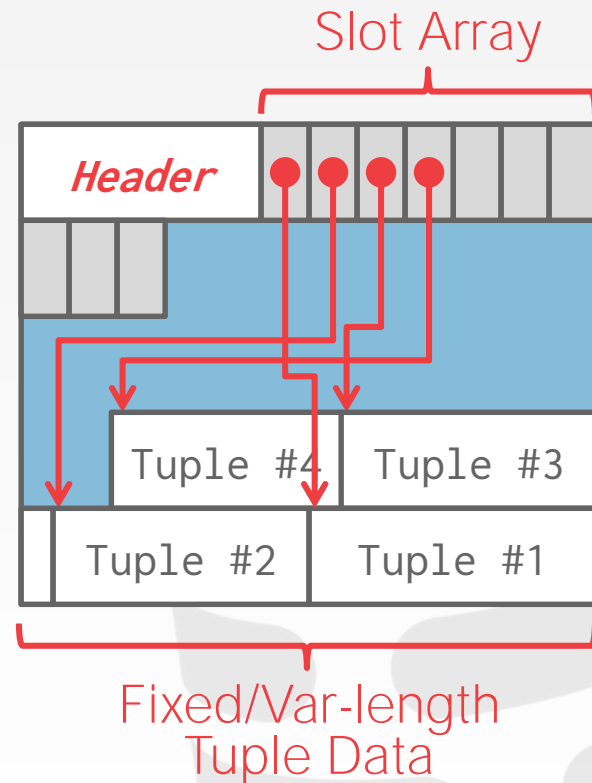 Slot Array
Header
Tuple #4 Tuple #3
Tuple #2 Tuple #1
Fixed/Var-length
Tuple Data